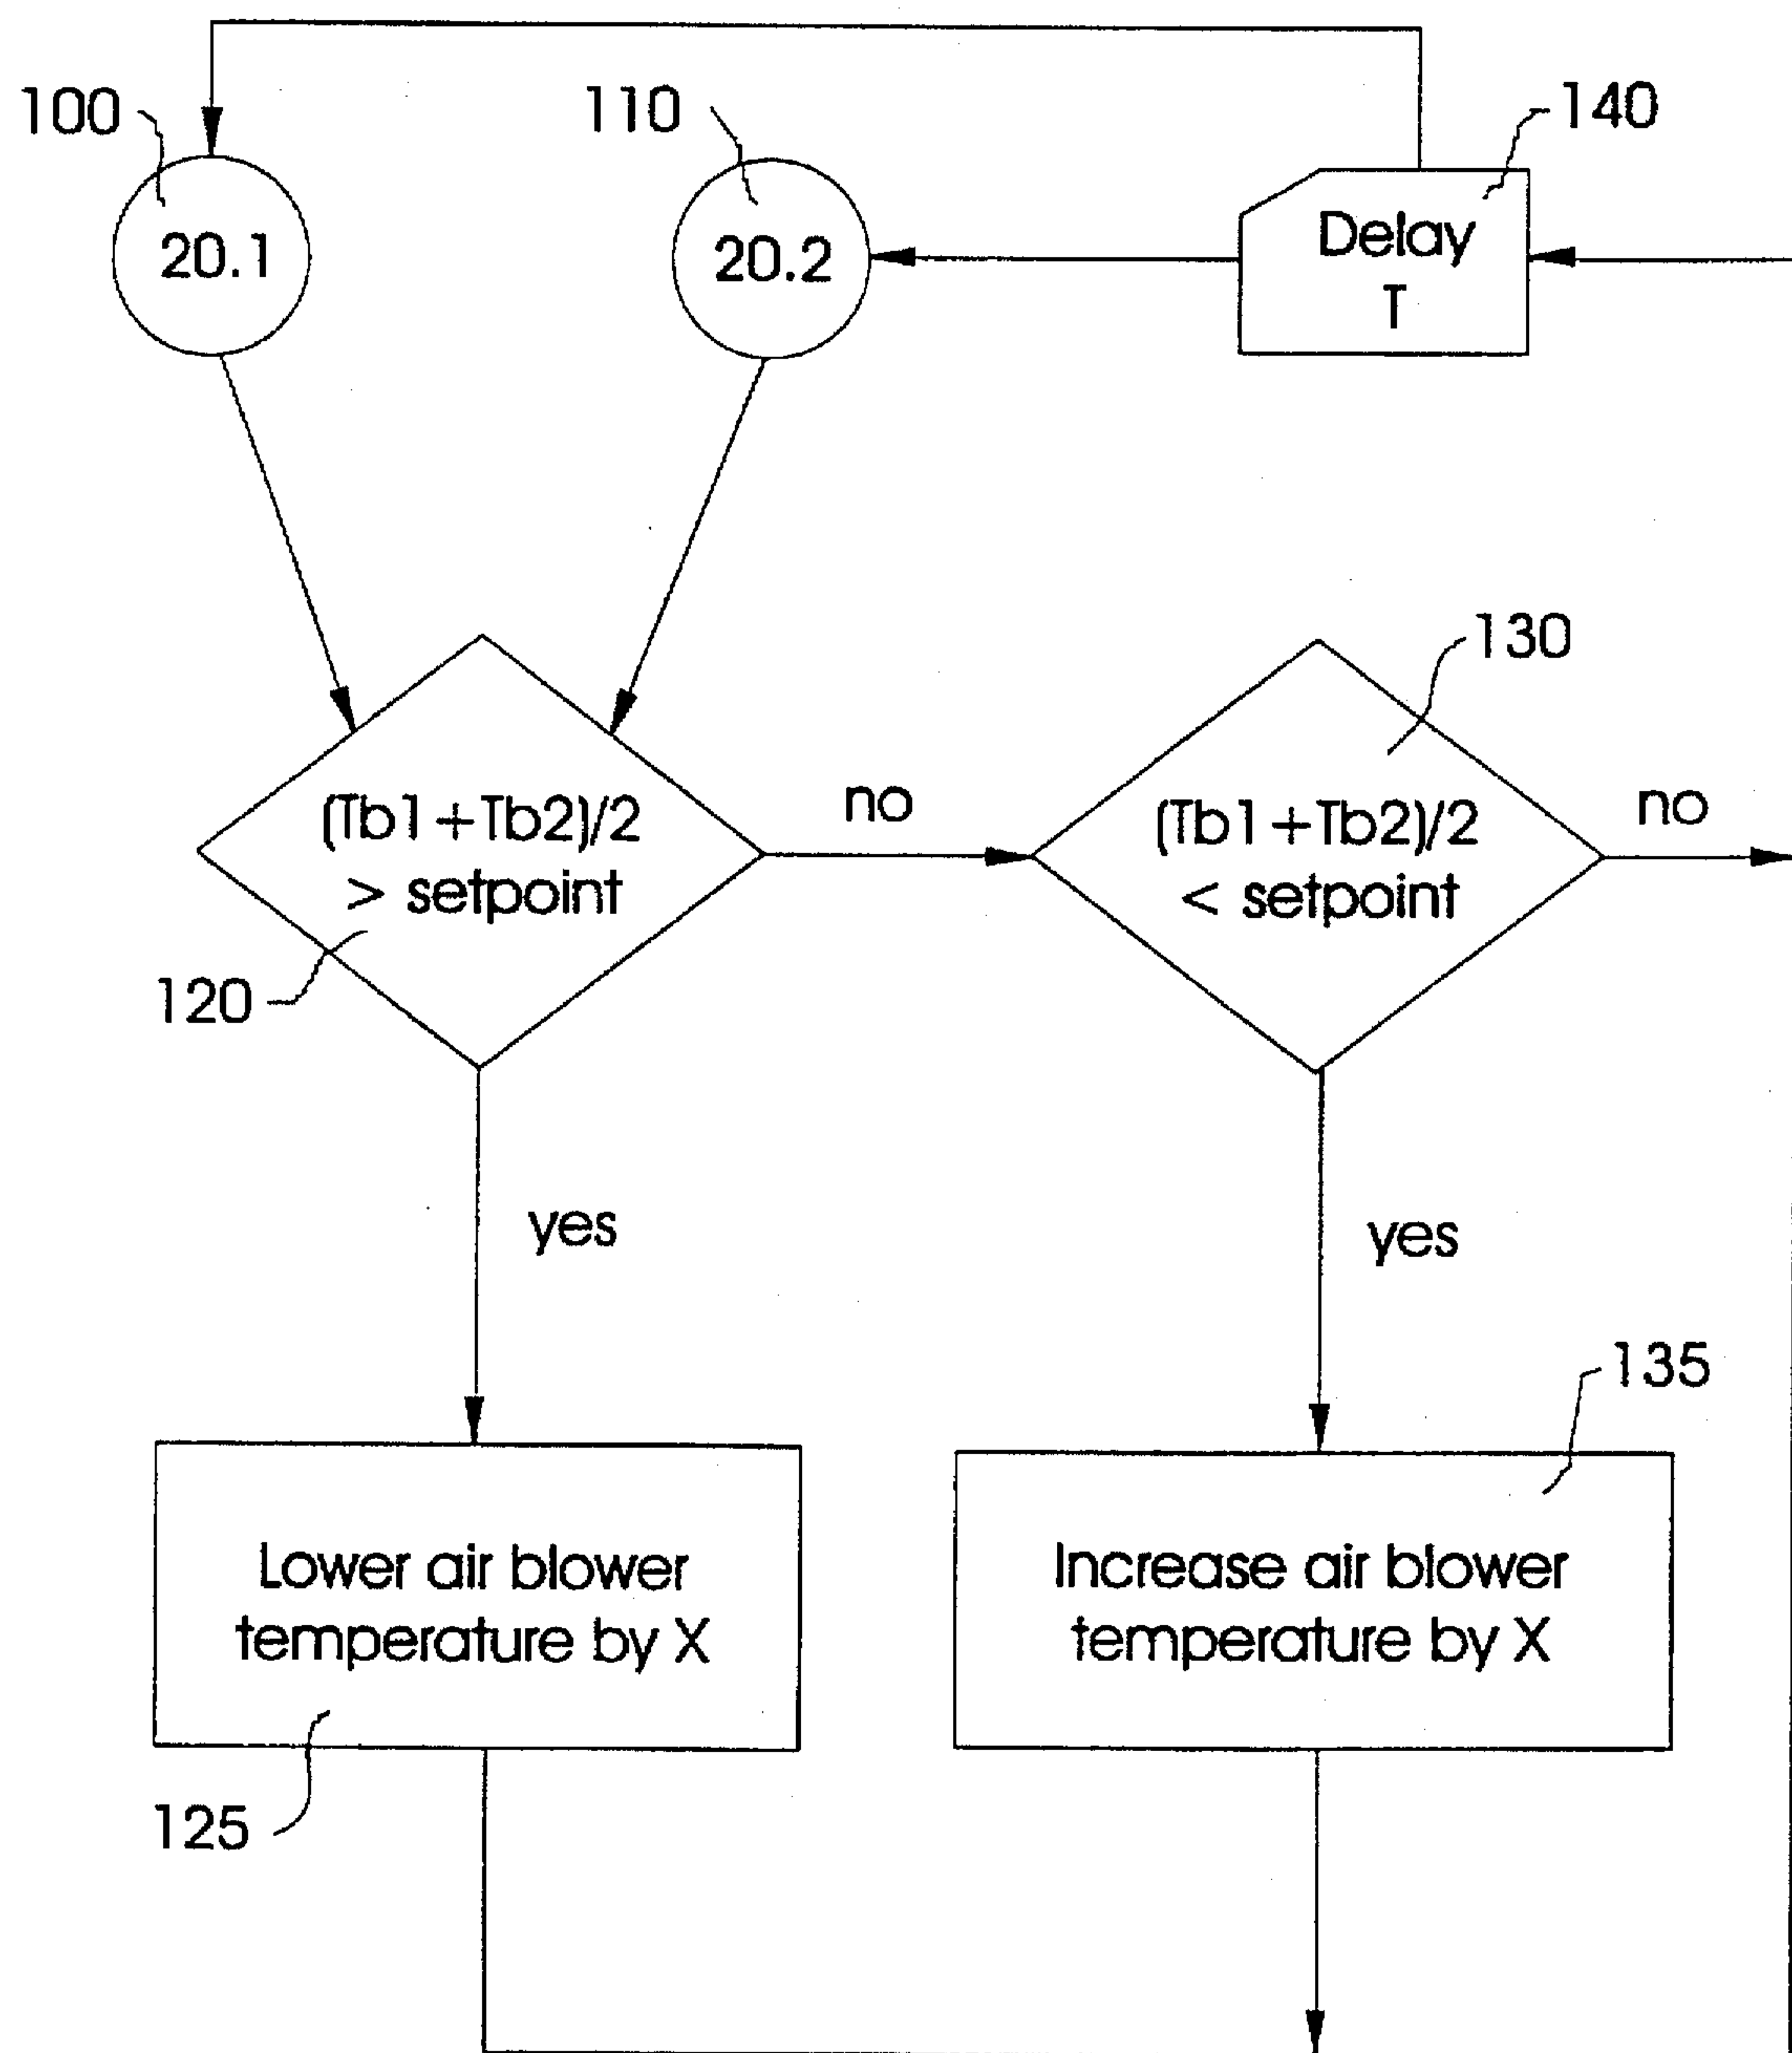 100
110
140
20.1
20.2
Delay
T
130
(Tb1+Tb2)/2
> setpoint
no
(Tb1+Tb2)/2
< setpoint
no
120
yes
yes
135
Lower air blower
temperature by X
Increase air blower
temperature by X
125